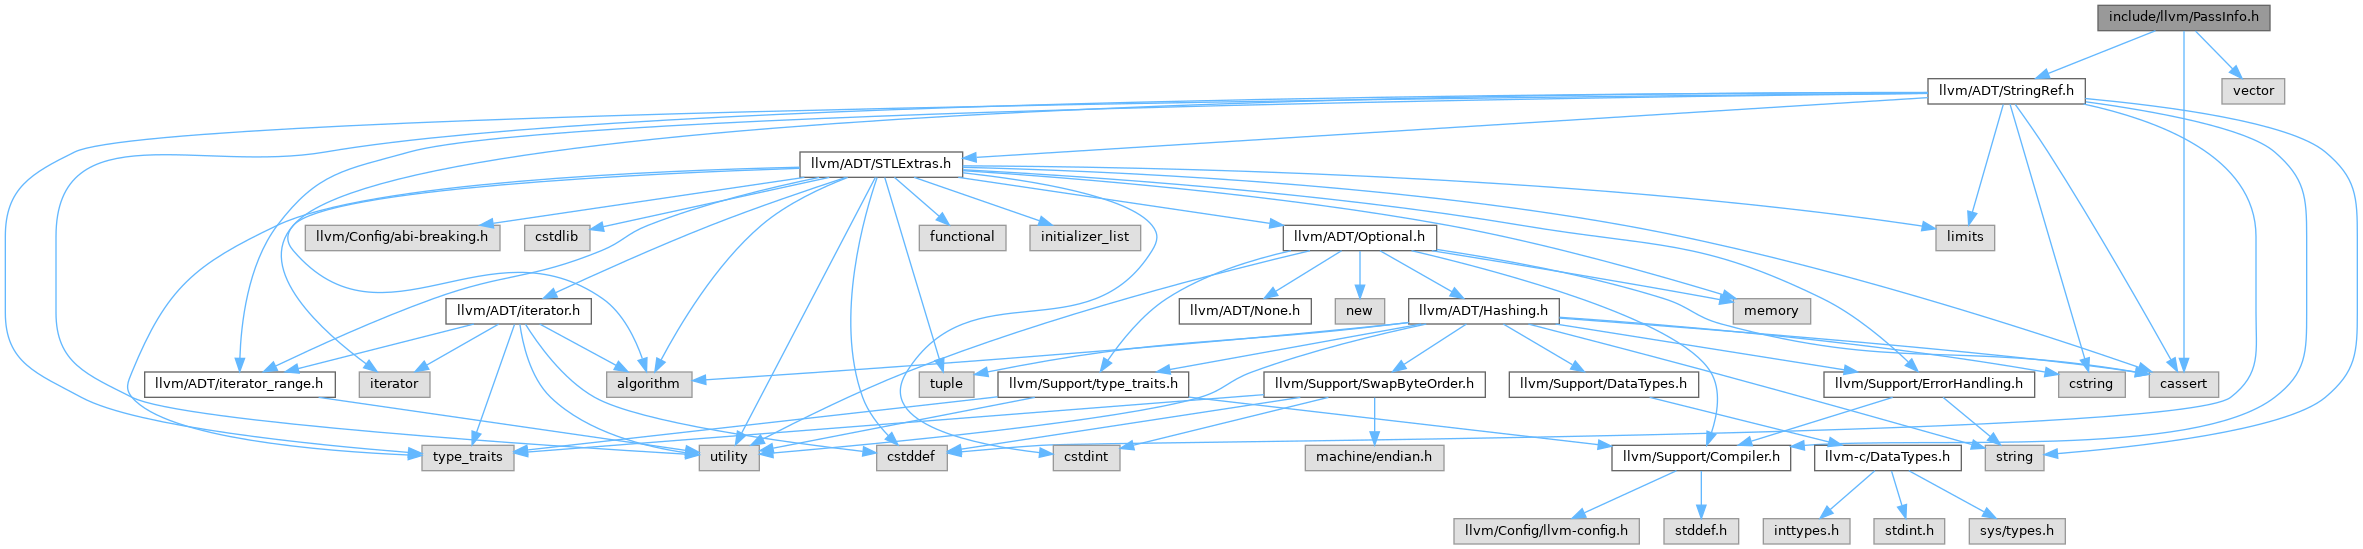 include/llvm/PassInfo.h
llvm/ADT/StringRef.h
vector
llvm/ADT/STLExtras.h
llvm/Config/abi-breaking.h
cstdlib
functional
initializer_list
llvm/ADT/Optional.h
limits
llvm/ADT/iterator.h
llvm/ADT/None.h
new
llvm/ADT/Hashing.h
memory
llvm/ADT/iterator_range.h
iterator
algorithm
tuple
llvm/Support/type_traits.h
llvm/Support/SwapByteOrder.h
llvm/Support/DataTypes.h
llvm/Support/ErrorHandling.h
cstring
cassert
type_traits
utility
cstddef
cstdint
machine/endian.h
llvm/Support/Compiler.h
llvm-c/DataTypes.h
string
llvm/Config/llvm-config.h
stddef.h
inttypes.h
stdint.h
sys/types.h